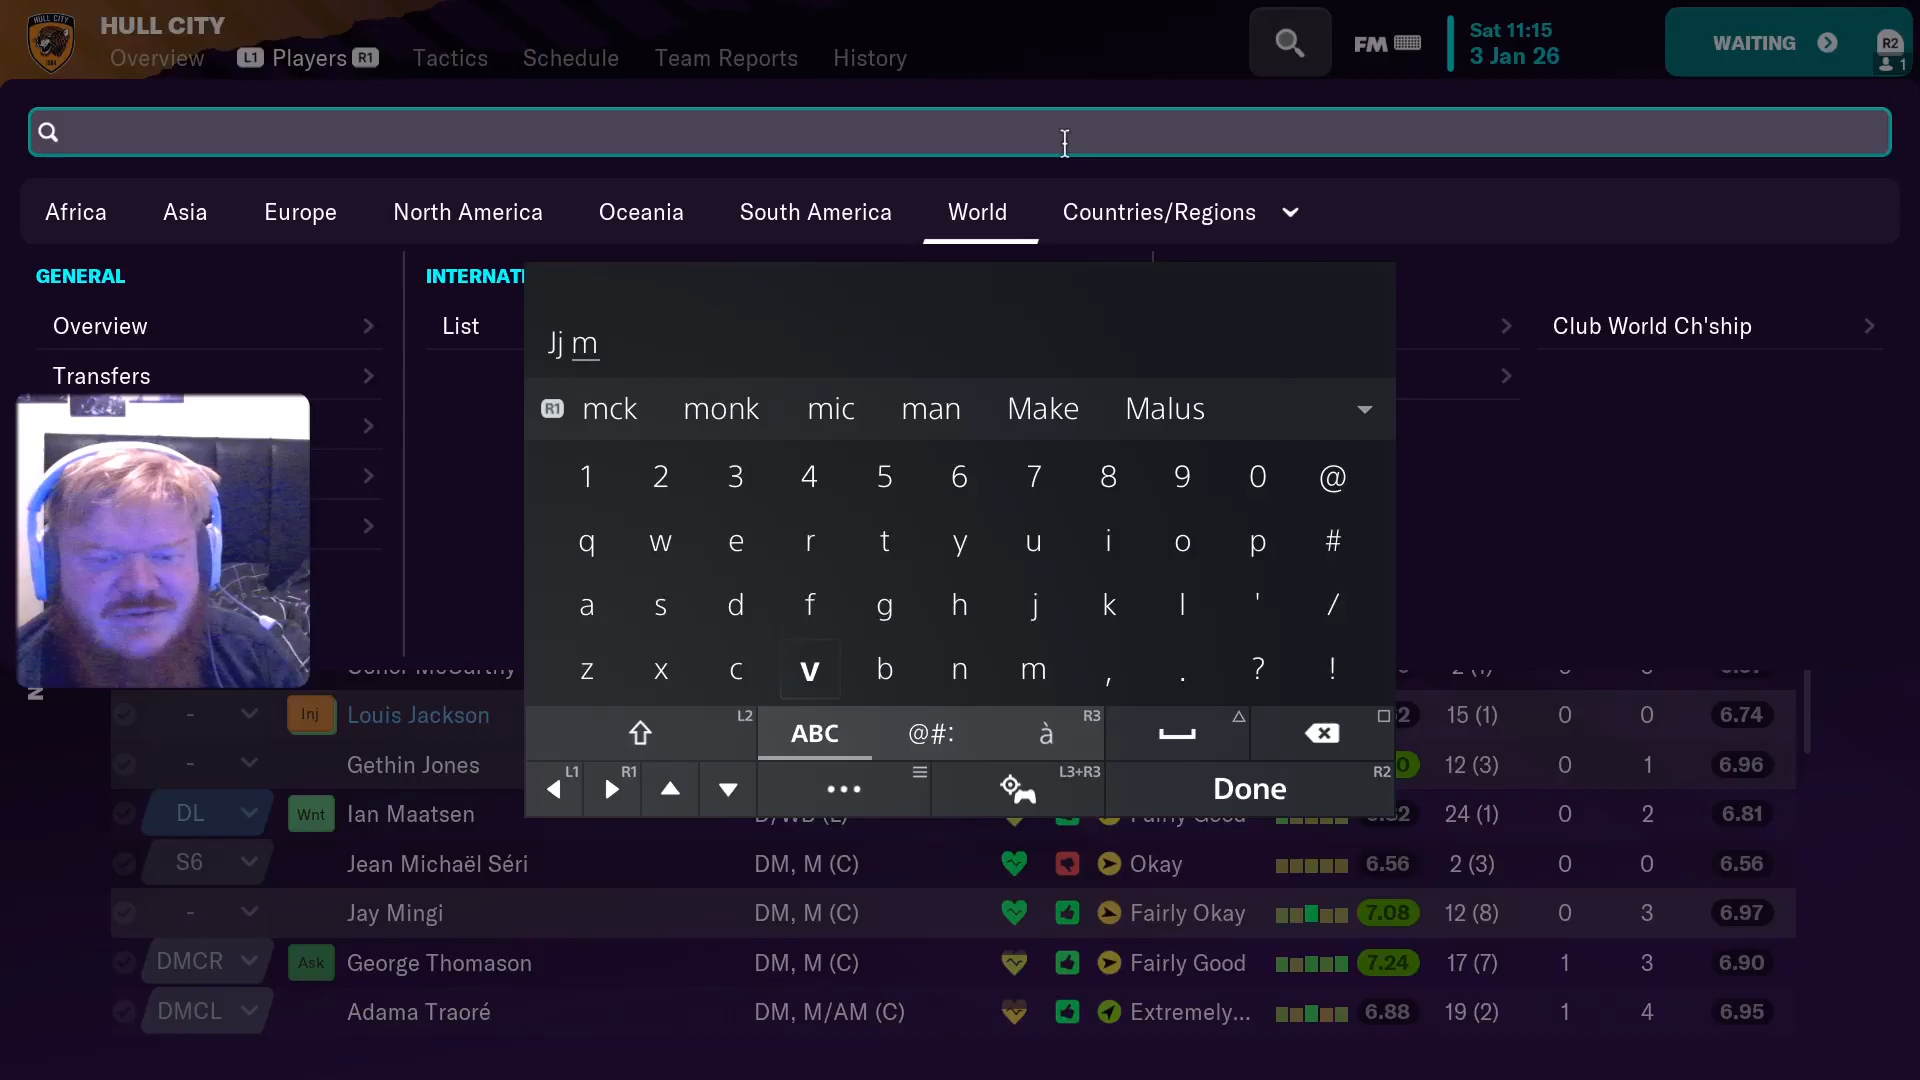 HULL CITY
Overview L1 Players R1 Tactics Schedule Team Reports History
FM
Sat 11:15
3 Jan 26
WAITING
R2
1
Africa Asia Europe North America Oceania South America World Countries/Regions
GENERAL
INTERNATI
Overview
List
Club World Ch'ship
Transfers
Jj m
R1 mck monk mic man Make Malus
1 2 3 4 5 6 7 8 9 0 @
q w e r t y u i o p #
a s d f g h j k l ' /
z x c v b n m , . ? !
L2 ABC @#: à R3
L1 R1 ... L3+R3 Done R2
Inj Louis Jackson 15 (1) 0 0 6.74
- Gethin Jones 12 (3) 0 1 6.96
DL Wnt Ian Maatsen D/WB (L) Fairly Good 24 (1) 0 2 6.81
S6 Jean Michaël Séri DM, M (C) Okay 6.56 2 (3) 0 0 6.56
- Jay Mingi DM, M (C) Fairly Okay 7.08 12 (8) 0 3 6.97
DMCR Ask George Thomason DM, M (C) Fairly Good 7.24 17 (7) 1 3 6.90
DMCL Adama Traoré DM, M/AM (C) Extremely... 6.88 19 (2) 1 4 6.95